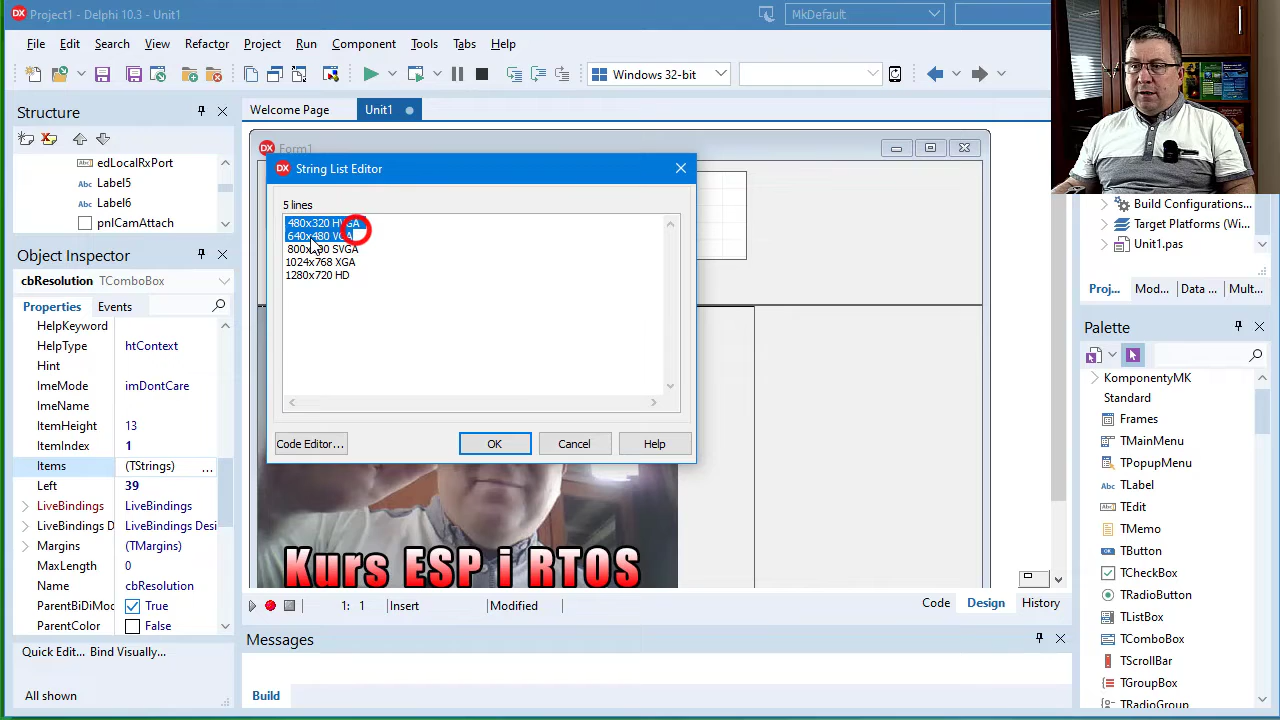 Project1 - Delphi 10.3 - Unit1
MkDefault
File Edit Search View Refactor Project Run Component Tools Tabs Help
Windows 32-bit
Structure
Welcome Page
Unit1
edLocalRxPort
Label5
Label6
pnlCamAttach
Object Inspector
cbResolution TComboBox
Properties Events
HelpKeyword
HelpType htContext
Hint
ImeMode imDontCare
ImeName
ItemHeight 13
ItemIndex 1
Items (TStrings) ...
Left 39
LiveBindings LiveBindings
LiveBindings D LiveBindings Desi
Margins (TMargins)
MaxLength 0
Name cbResolution
ParentBiDiMod True
ParentColor False
Quick Edit... Bind Visually...
All shown
Form1
String List Editor
5 lines
480x320 HVGA
640x480 VGA
1024x768 XGA
1280x720 HD
Code Editor...
OK
Cancel
Help
Kurs ESP i RTOS
1: 1
Insert
Modified
Code Design History
Messages
Build
Build Configurations...
Target Platforms (Win...
Unit1.pas
Proj... Mod... Data ... Mult...
Palette
KomponentyMK
Standard
Frames
TMainMenu
TPopupMenu
TLabel
TEdit
TMemo
TButton
TCheckBox
TRadioButton
TListBox
TComboBox
TScrollBar
TGroupBox
TRadioGroup